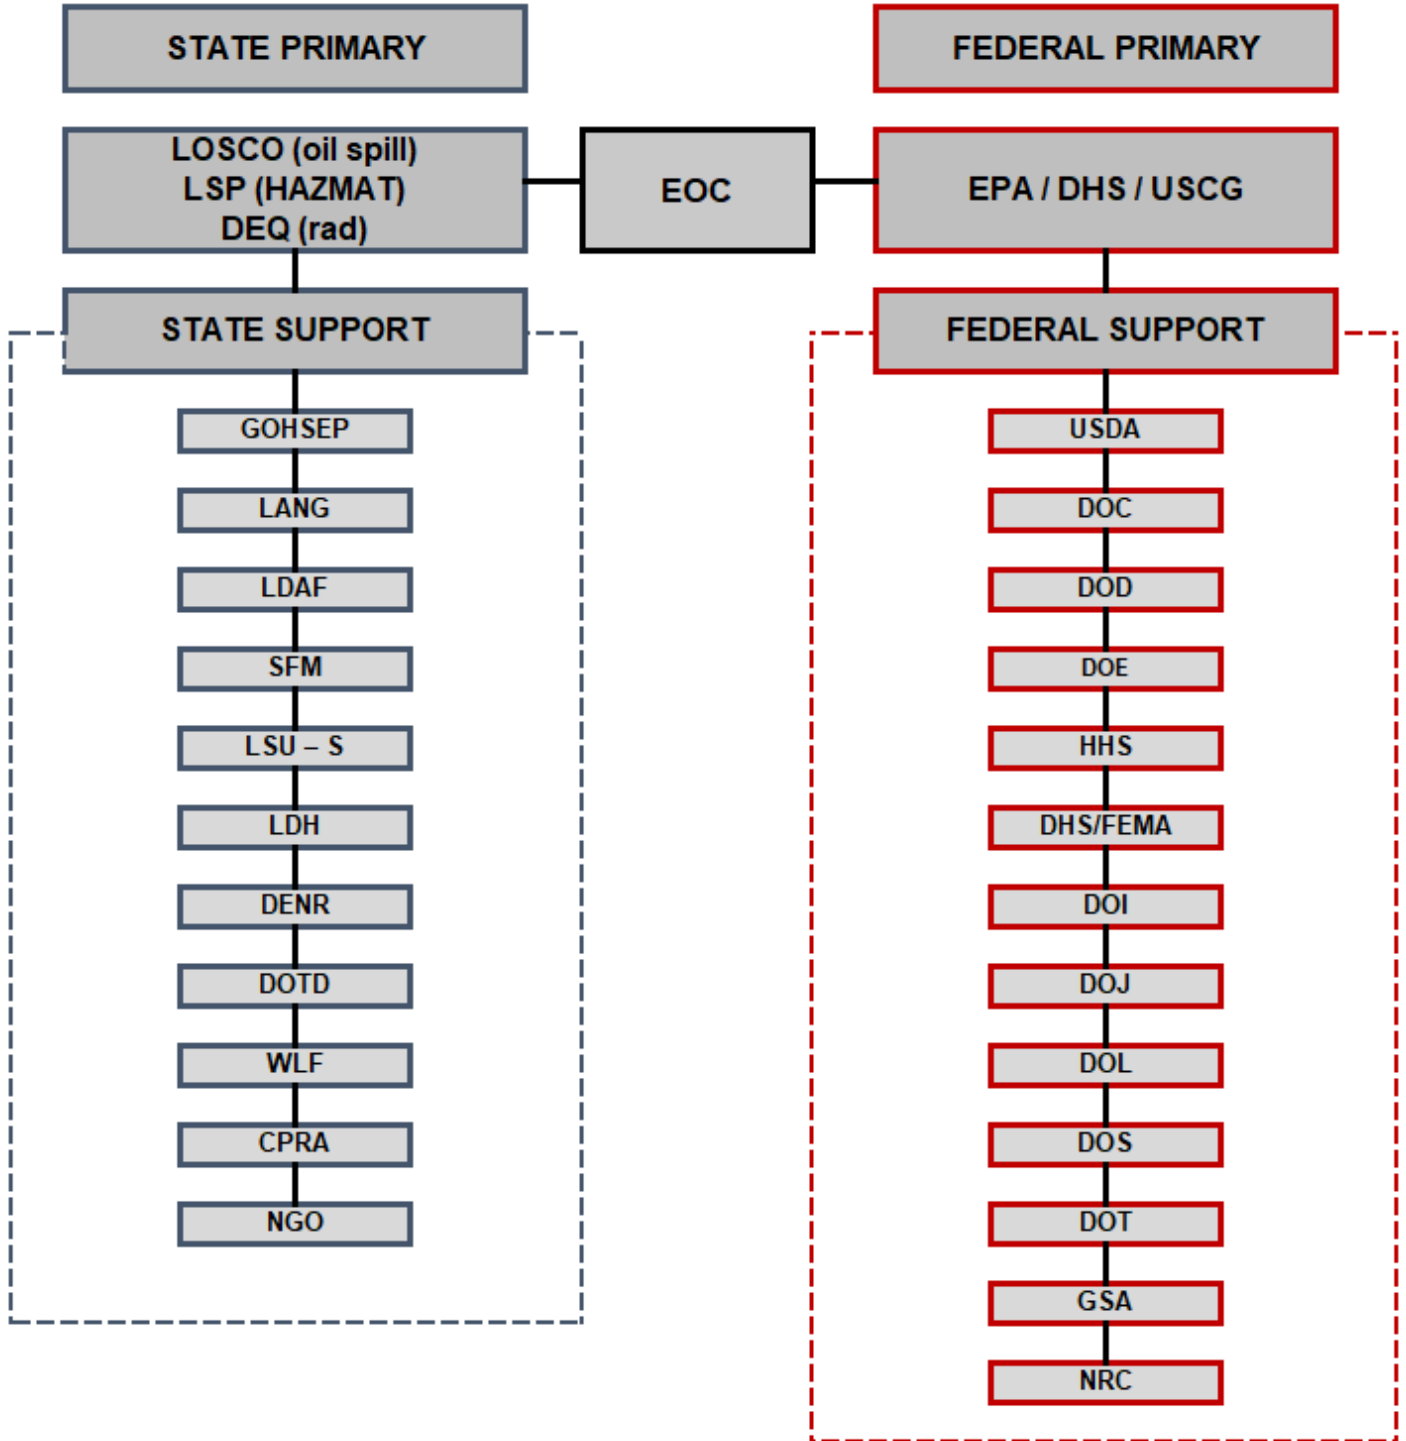 STATE PRIMARY
FEDERAL PRIMARY
LOSCO (oil spill)
LSP (HAZMAT)
DEQ (rad)
EOC
EPA / DHS / USCG
STATE SUPPORT
GOHSEP
LANG
LDAF
SFM
LSU – S
LDH
DENR
DOTD
WLF
CPRA
NGO
FEDERAL SUPPORT
USDA
DOC
DOD
DOE
HHS
DHS/FEMA
DOI
DOJ
DOL
DOS
DOT
GSA
NRC